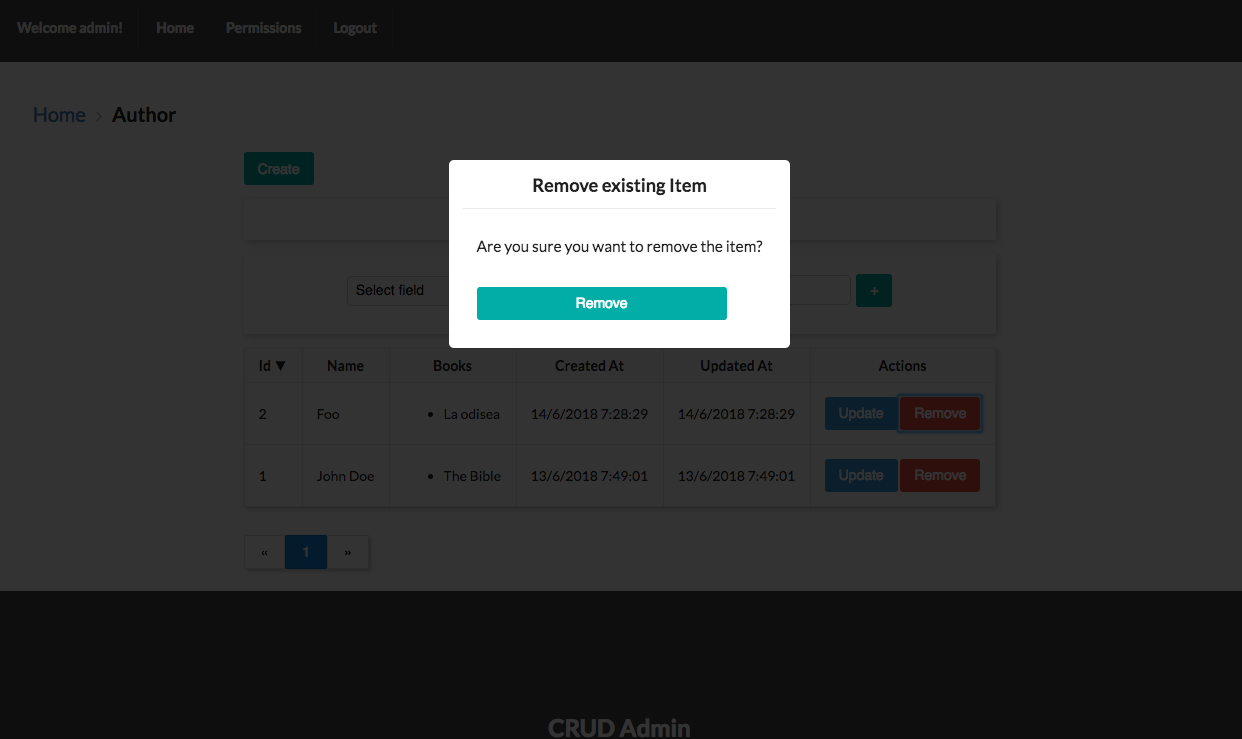 Welcome admin! Home Permissions Logout
Home › Author
Create
Remove existing Item
Are you sure you want to remove the item?
Select field +
Remove
Id ▼ Name Books Created At Updated At Actions
2 Foo • La odisea 14/6/2018 7:28:29 14/6/2018 7:28:29 Update Remove
1 John Doe • The Bible 13/6/2018 7:49:01 13/6/2018 7:49:01 Update Remove
« 1 »
CRUD Admin